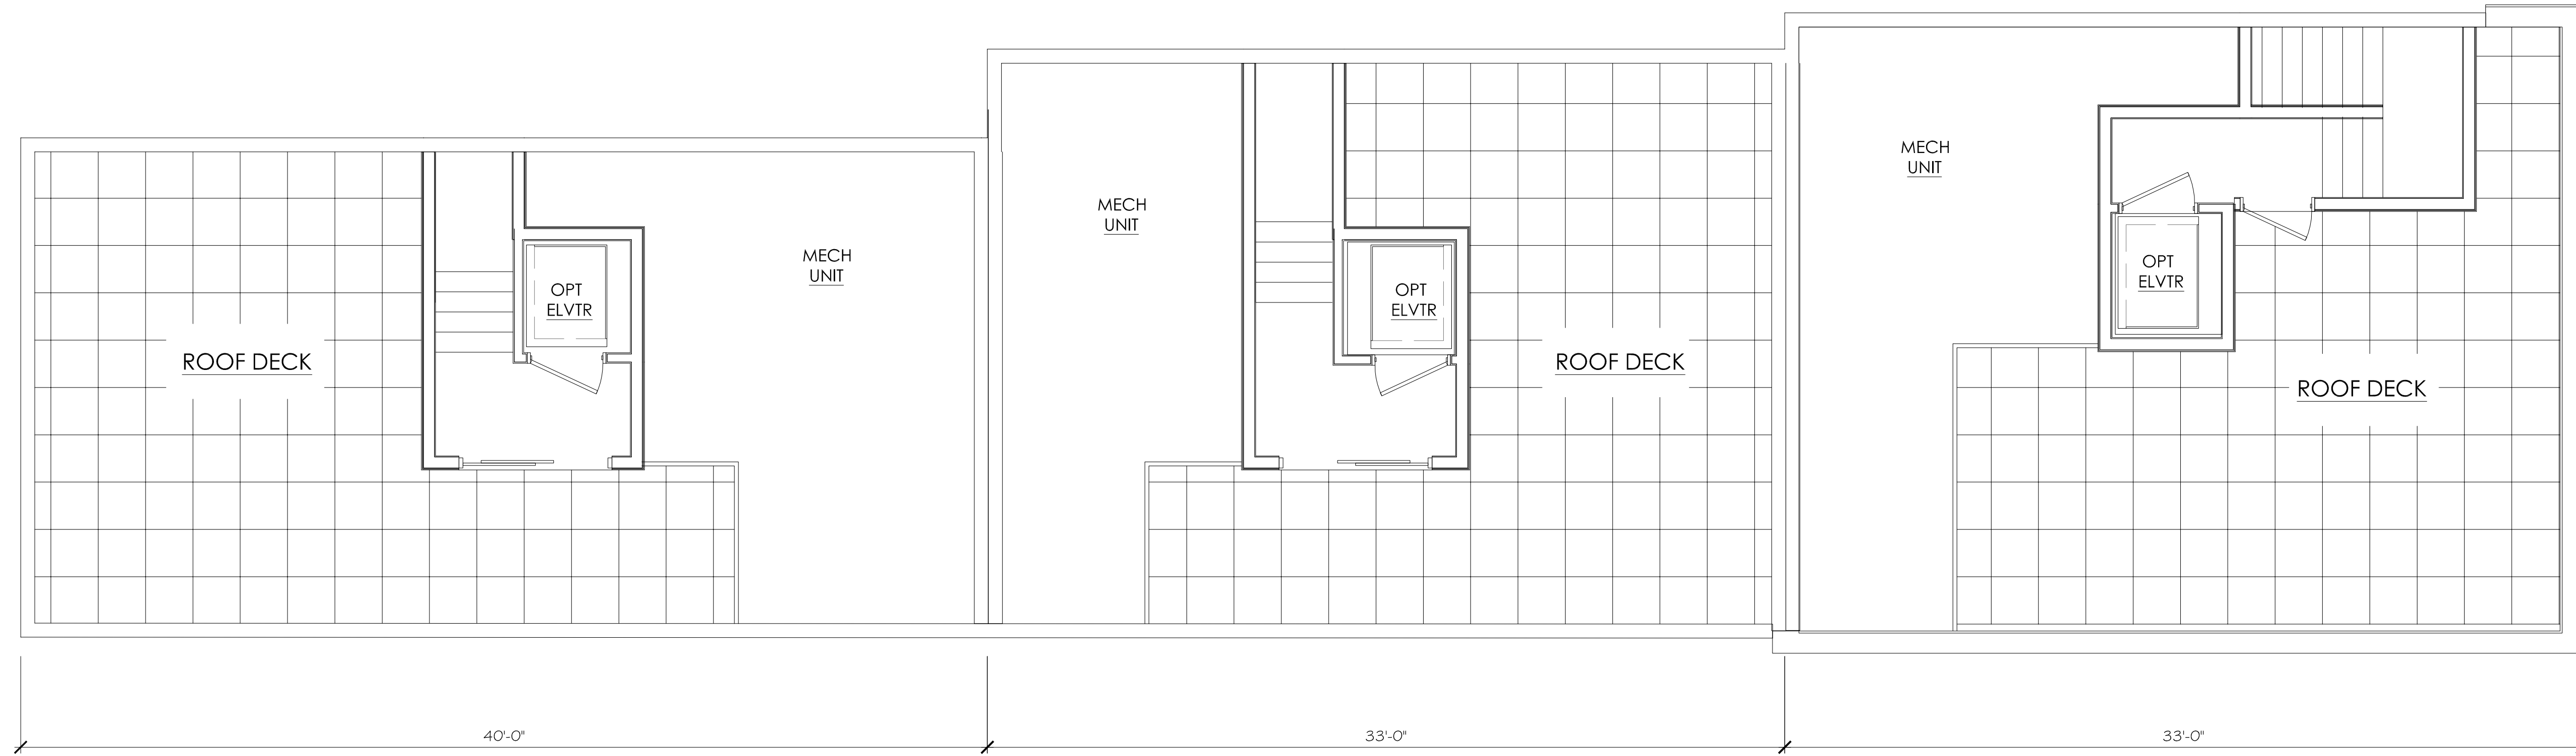 MECH
UNIT
OPT
ELVTR
ROOF DECK
MECH
UNIT
OPT
ELVTR
ROOF DECK
MECH
UNIT
OPT
ELVTR
ROOF DECK
40'-0"
33'-0"
33'-0"